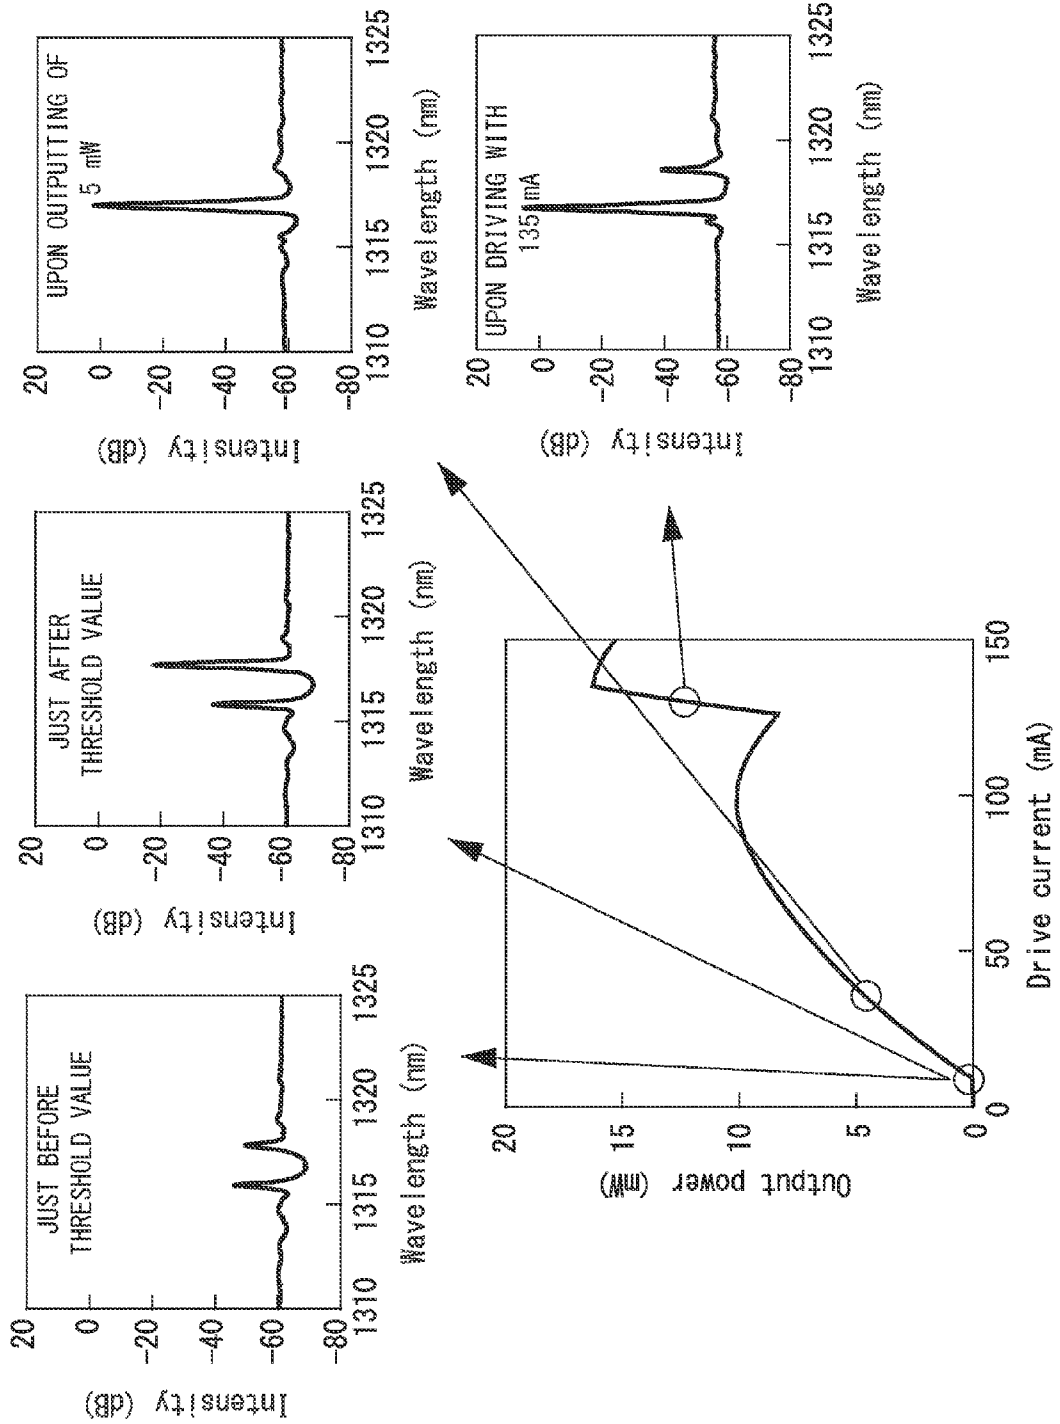 JUST BEFORE
THRESHOLD VALUE
20
0
-20
-40
-60
-80
Intensity (dB)
1310
1315
1320
1325
Wavelength (nm)
JUST AFTER
THRESHOLD VALUE
20
0
-20
-40
-60
-80
Intensity (dB)
1310
1315
1320
1325
Wavelength (nm)
UPON OUTPUTTING OF
5 mW
20
0
-20
-40
-60
-80
Intensity (dB)
1310
1315
1320
1325
Wavelength (nm)
20
15
10
5
0
Output power (mW)
0
50
100
150
Drive current (mA)
UPON DRIVING WITH
135 mA
20
0
-20
-40
-60
-80
Intensity (dB)
1310
1315
1320
1325
Wavelength (nm)